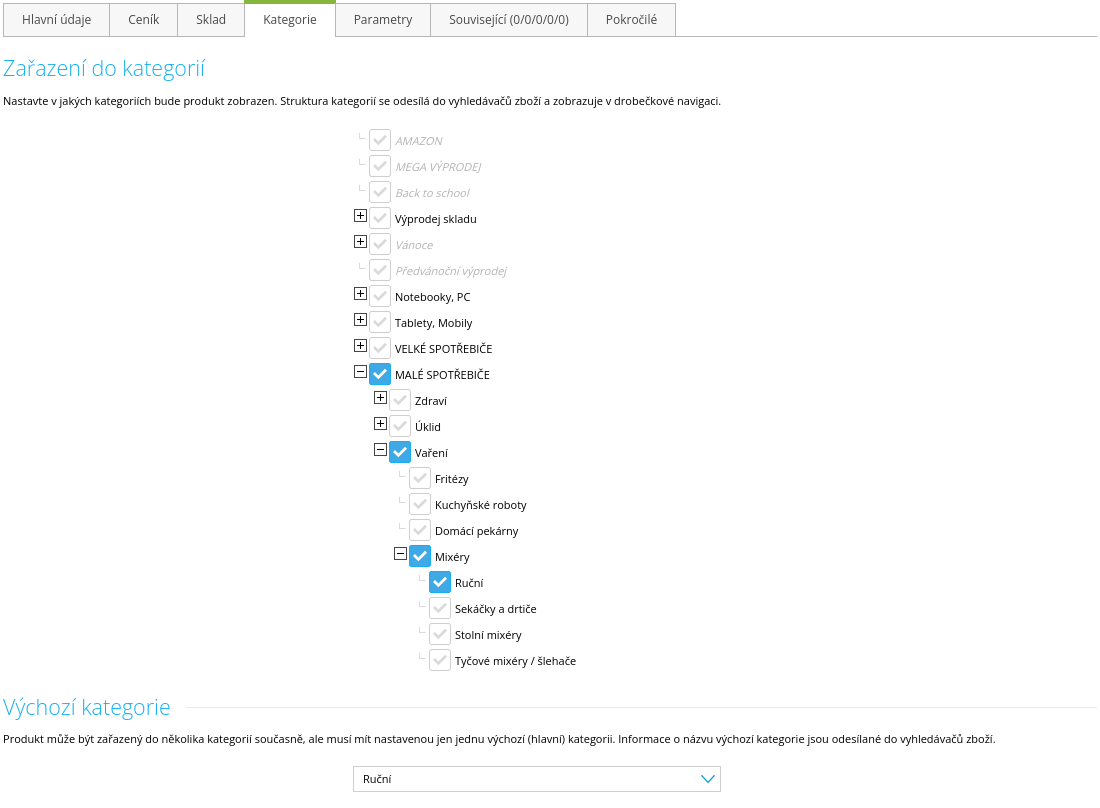 Hlavní údaje Ceník Sklad Kategorie Parametry Související (0/0/0/0/0) Pokročilé
Zařazení do kategorií
Nastavte v jakých kategoriích bude produkt zobrazen. Struktura kategorií se odesílá do vyhledávačů zboží a zobrazuje v drobečkové navigaci.
AMAZON
MEGA VÝPRODEJ
Back to school
Výprodej skladu
Vánoce
Předvánoční výprodej
Notebooky, PC
Tablety, Mobily
VELKÉ SPOTŘEBIČE
MALÉ SPOTŘEBIČE
Zdraví
Úklid
Vaření
Fritézy
Kuchyňské roboty
Domácí pekárny
Mixéry
Ruční
Sekáčky a drtiče
Stolní mixéry
Tyčové mixéry / šlehače
Výchozí kategorie
Produkt může být zařazený do několika kategorií současně, ale musí mít nastavenou jen jednu výchozí (hlavní) kategorii. Informace o názvu výchozí kategorie jsou odesílané do vyhledávačů zboží.
Ruční